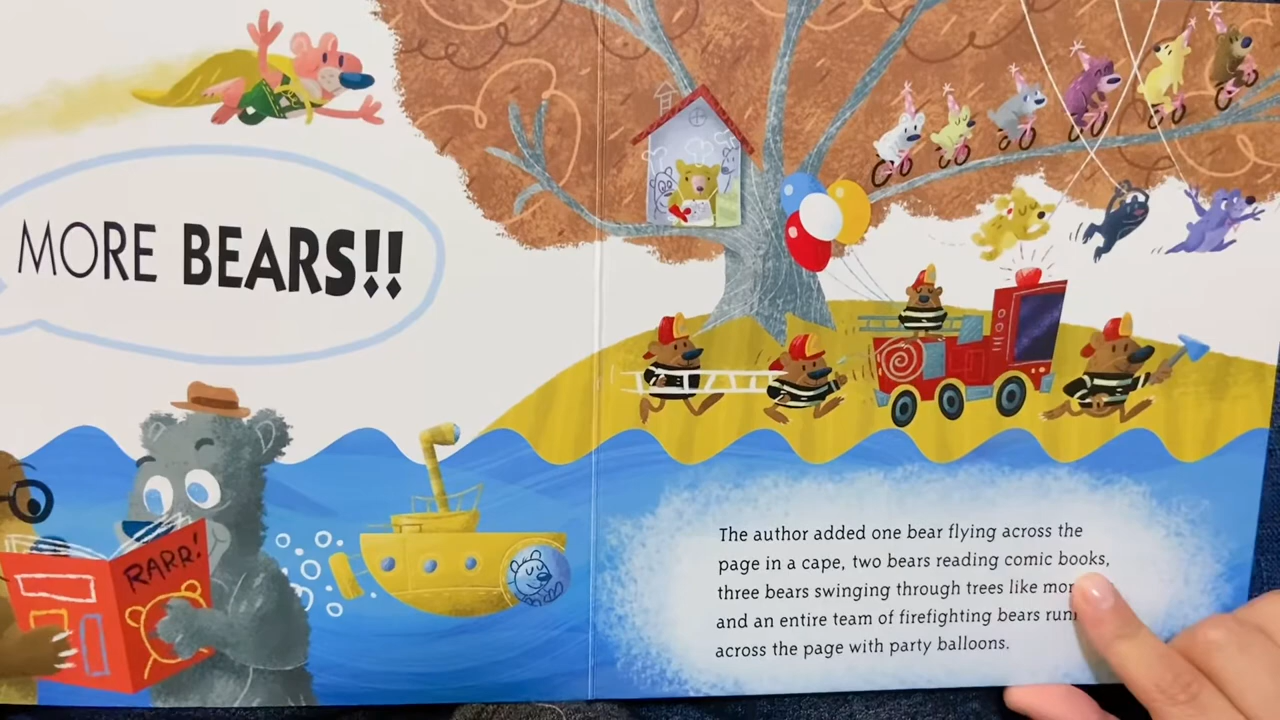 MORE BEARS!!
RARR!
The author added one bear flying across the
page in a cape, two bears reading comic books,
three bears swinging through trees like
and an entire team of firefighting bears
across the page with party balloons.